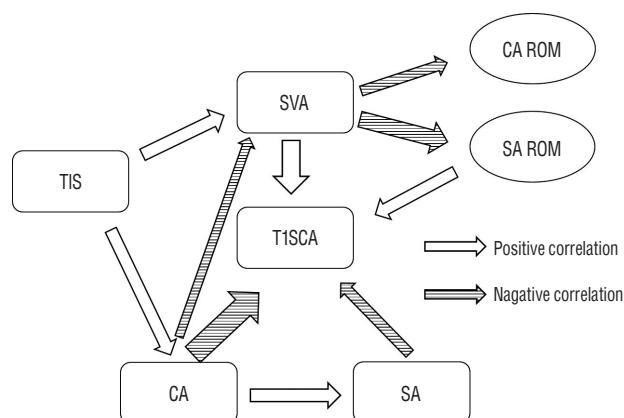 CA ROM
SVA
SA ROM
TIS
T1SCA
Positive correlation
Nagative correlation
CA
SA